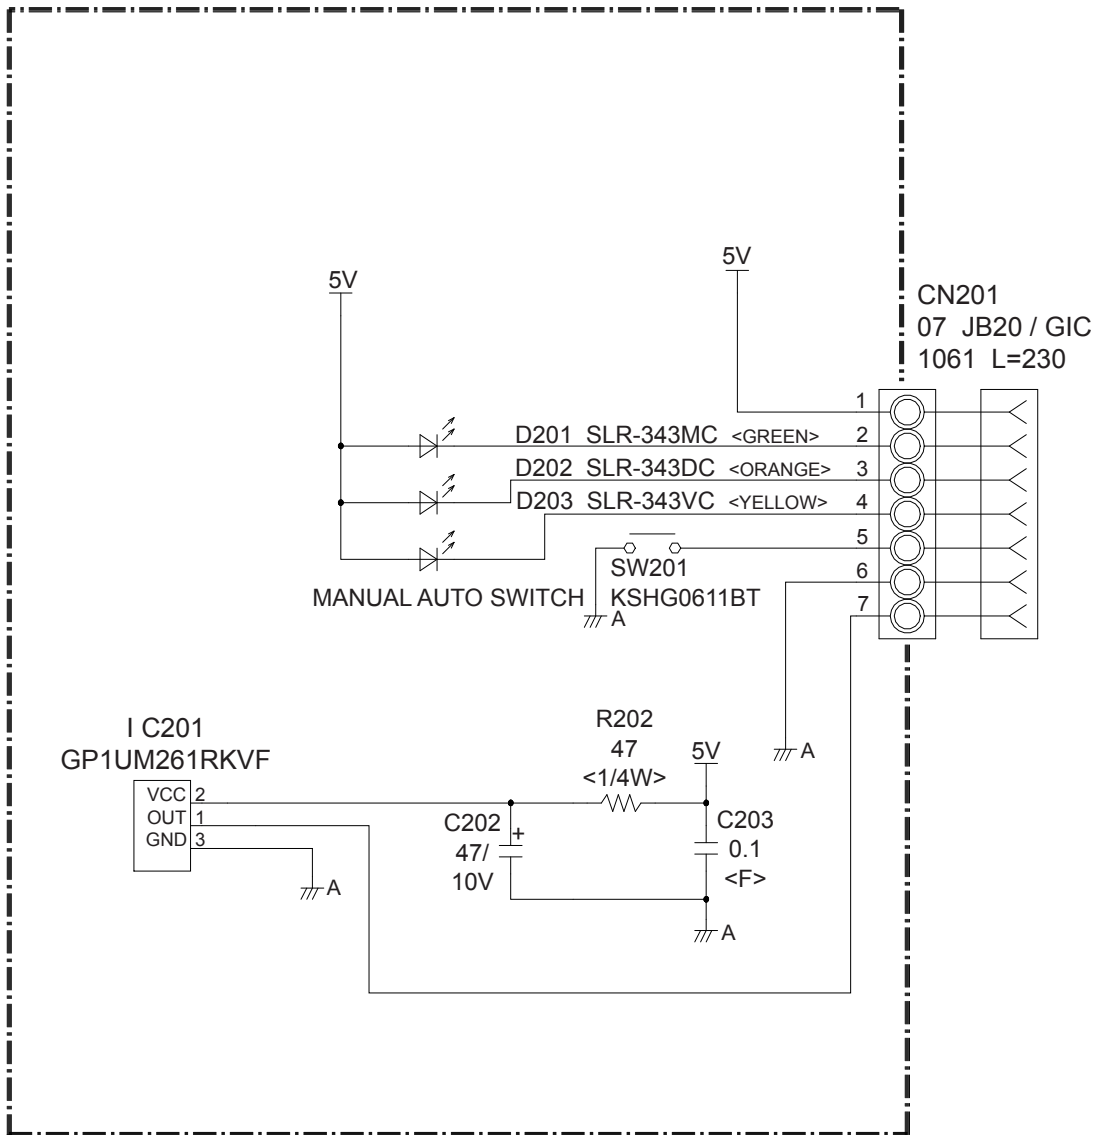 5V
5V
CN201
07 JB20 / GIC
1061 L=230
1
D201 SLR-343MC <GREEN> 2
D202 SLR-343DC <ORANGE> 3
D203 SLR-343VC <YELLOW> 4
5
SW201
6
MANUAL AUTO SWITCH KSHG0611BT
7
A
I C201
GP1UM261RKVF
R202
47
<1/4W>
5V
A
VCC 2
OUT 1
GND 3
A
C202
47/
10V
+
C203
0.1
<F>
A